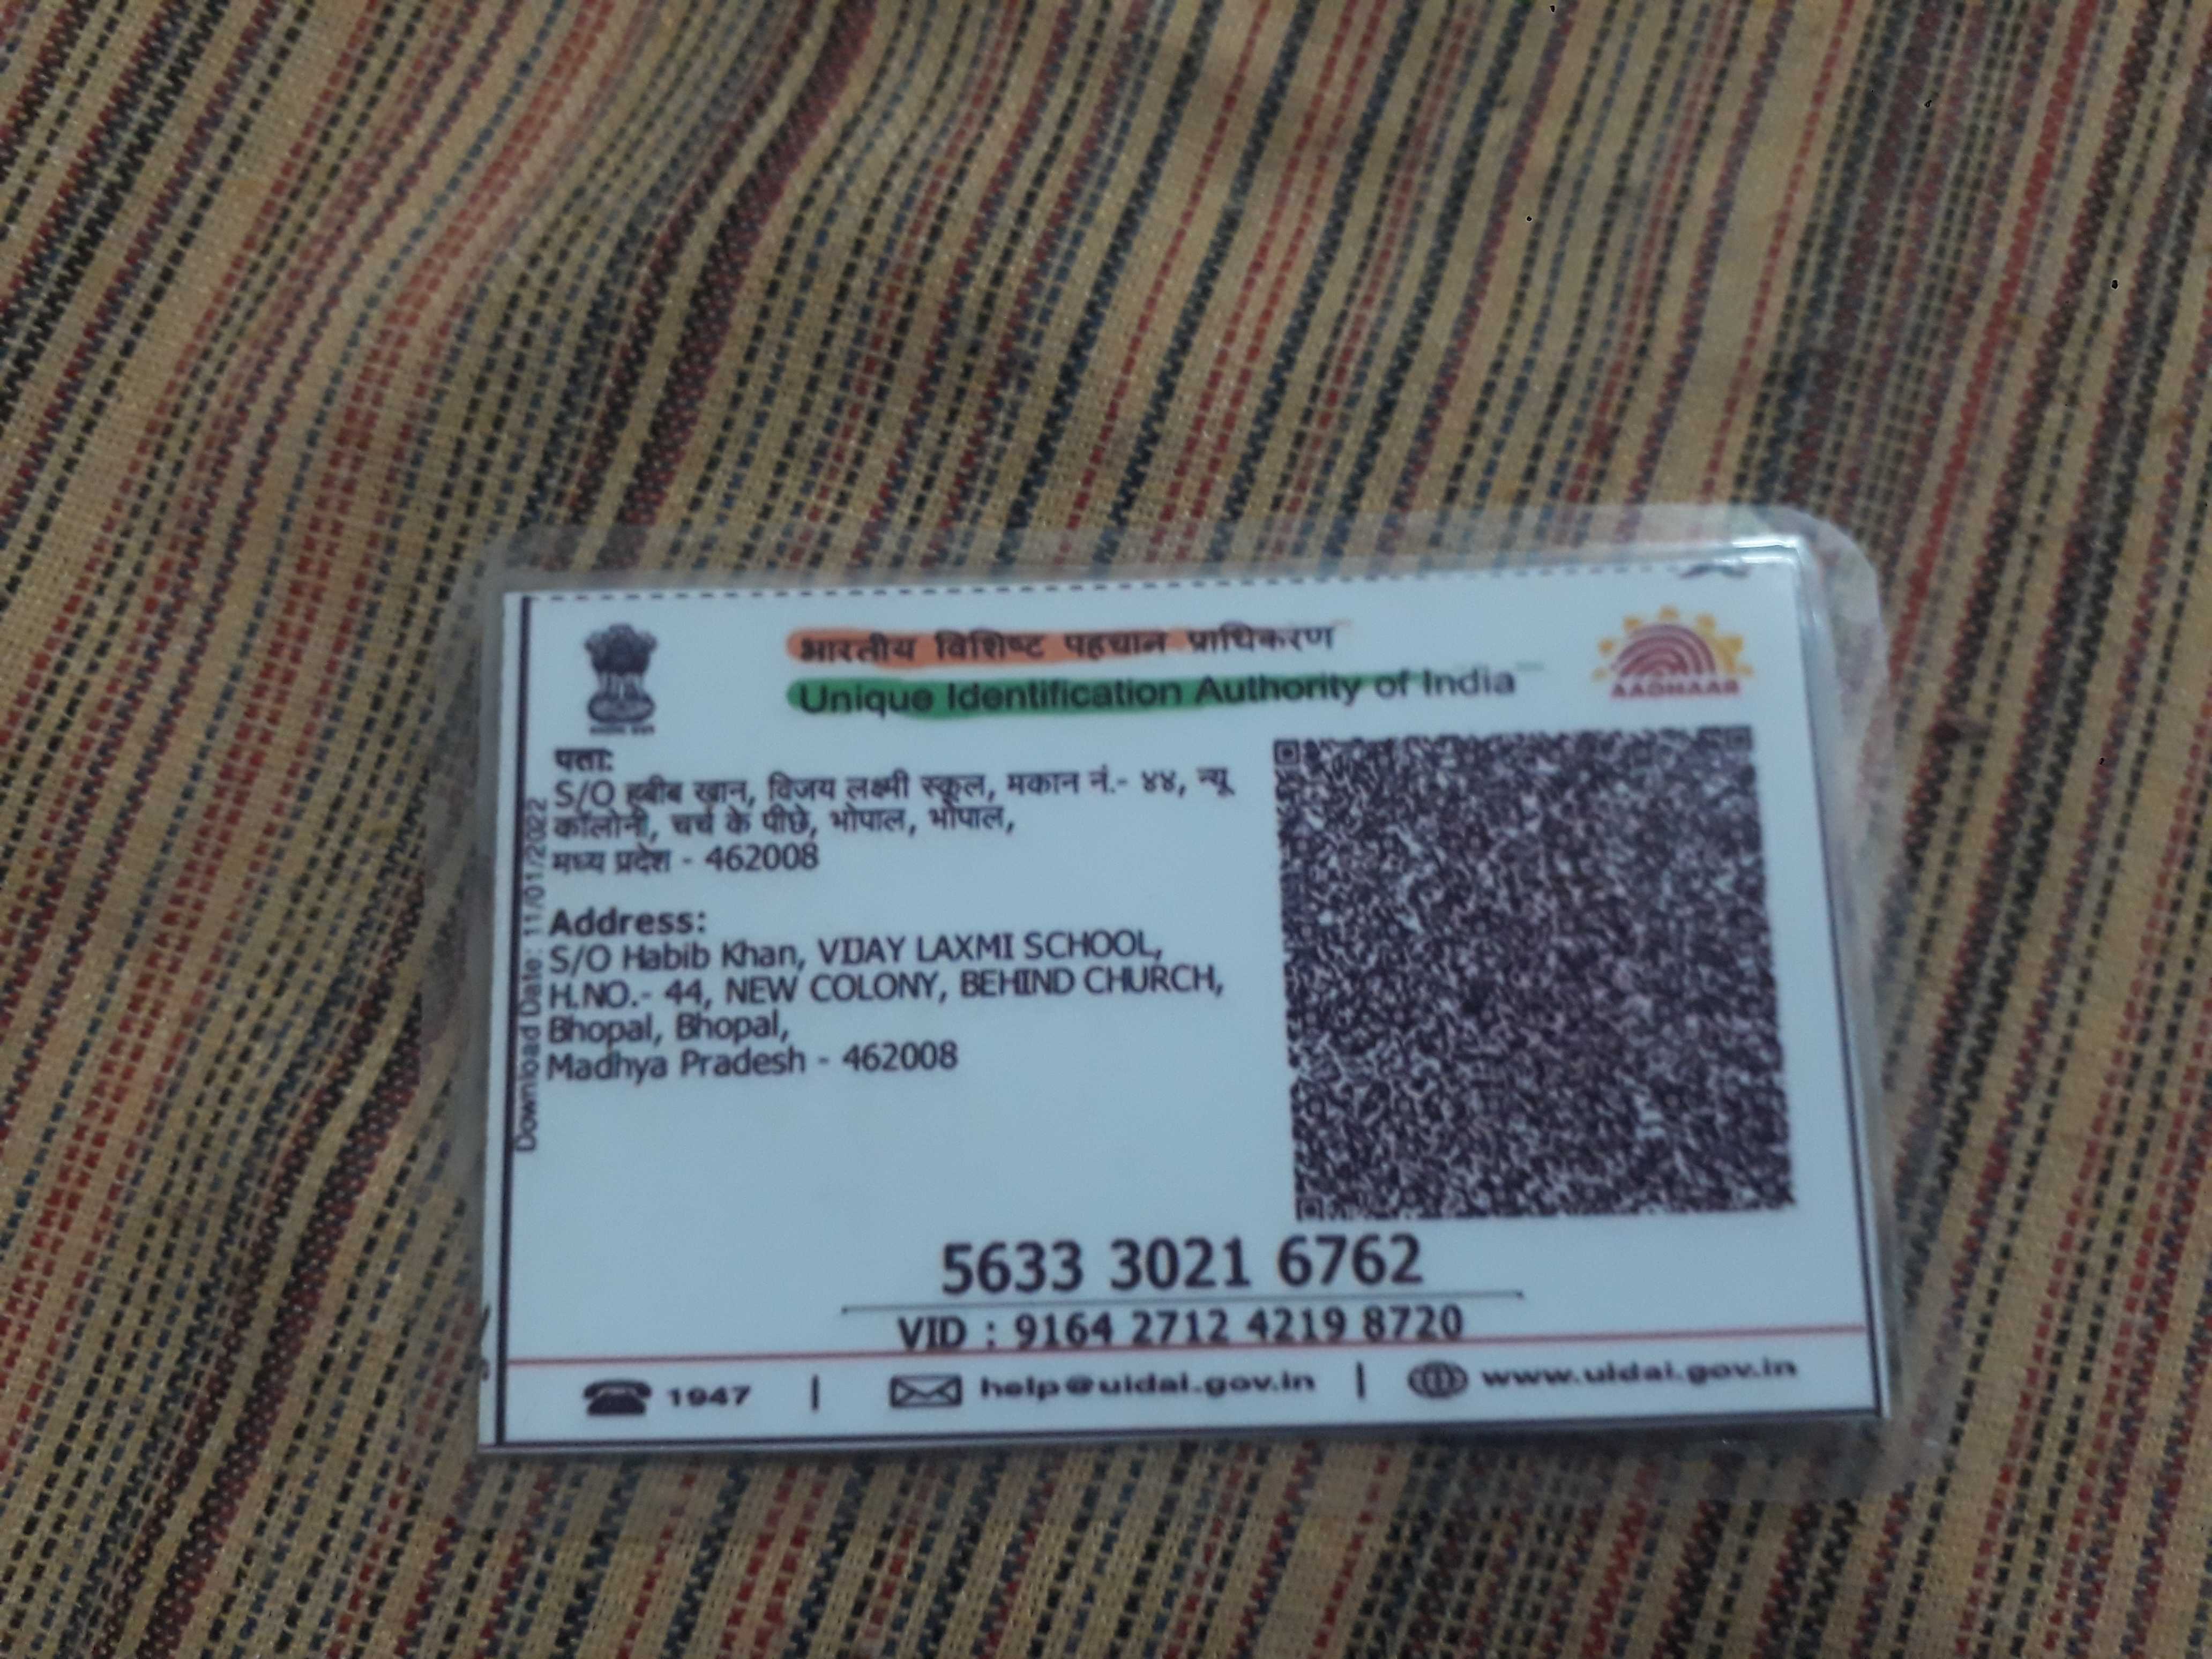 भारतीय विशिष्ट पहचान प्राधिकरण
Unique Identification Authority of India
AADHAAR
पता:
S/O हबीब खान, विजय लक्ष्मी स्कूल, मकान नं.- ४४, न्यू
कॉलोनी, चर्च के पीछे, भोपाल, भोपाल,
मध्य प्रदेश - 462008
Address:
S/O Habib Khan, VIJAY LAXMI SCHOOL,
H.NO.- 44, NEW COLONY, BEHIND CHURCH,
Bhopal, Bhopal,
Madhya Pradesh - 462008
Download Date: 11/01/2022
5633 3021 6762
VID : 9164 2712 4219 8720
1947 | help@uidai.gov.in | www.uidai.gov.in